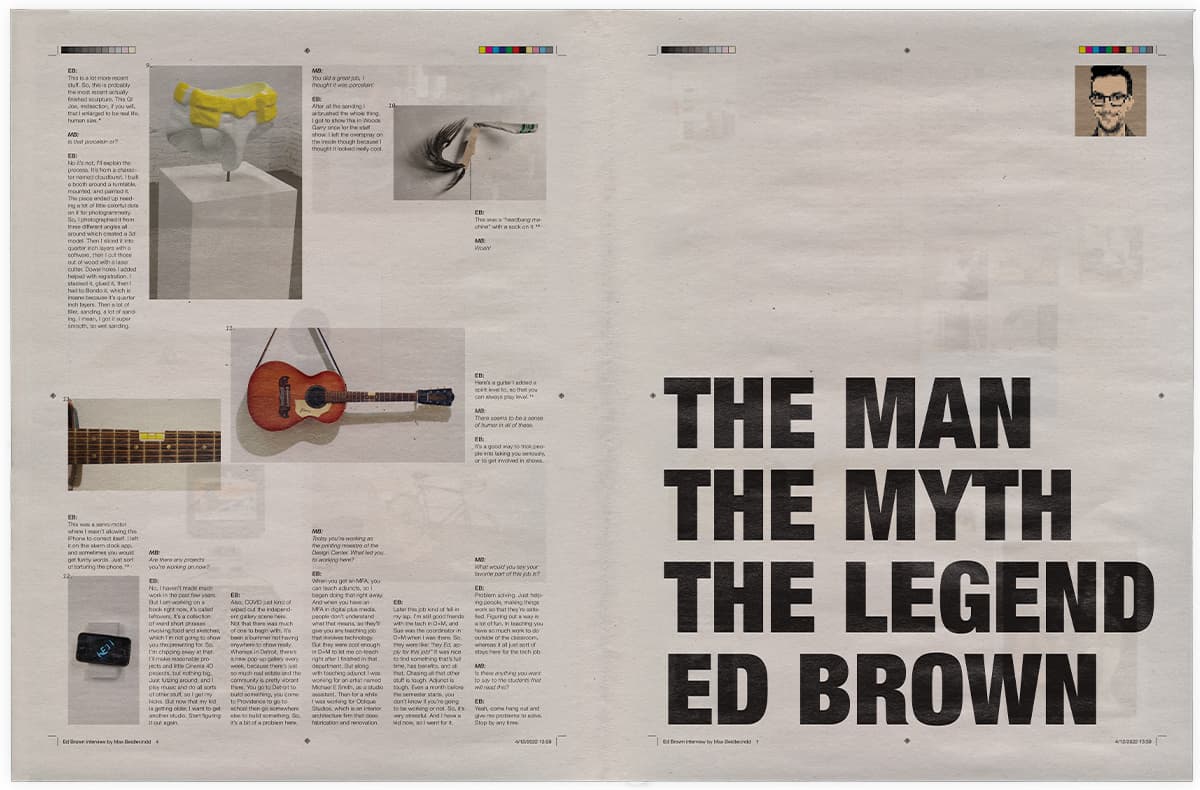 9.
EB:
This is a lot more recent
stuff. So, this is probably
the most recent actually
finished sculpture. This GI
Joe, midsection, if you will,
that I enlarged to be real life
human size.
MB:
Is that porcelain or?
EB:
No it's not, I'll explain the
process. It's from a charac-
ter named cloudburst. I built
a booth around a turntable,
mounted, and painted it.
The piece ended up need-
ing a lot of little colorful dots
on it for photogrammetry.
So, I photographed it from
three different angles all
around which created a 3d
model. Then I sliced it into
quarter inch layers with a
software, then I cut those
out of wood with a laser
cutter. Dowel holes I added
helped with registration. I
stacked it, glued it, then I
had to Bondo it, which is
insane because it's quarter
inch layers. Then a lot of
filler, sanding, a lot of sand-
ing. I mean, I got it super
smooth, so wet sanding.
MB:
You did a great job, I
thought it was porcelain!
EB:
After all the sanding I
airbrushed the whole thing.
I got to show this in Woods
Gerry once for the staff
show. I left the overspray on
the inside though because I
thought it looked really cool.
10.
EB:
This was a "headbang ma-
chine" with a sock on it.
MB:
Woah!
11.
EB:
Here's a guitar I added a
spirit level to, so that you
can always play level.
MB:
There seems to be a sense
of humor in all of these.
EB:
It's a good way to trick peo-
ple into taking you seriously,
or to get involved in shows.
EB:
This was a servo motor
where I wasn't allowing the
iPhone to correct itself. I left
it on the alarm clock app,
and sometimes you would
get funny words. Just sort
of torturing the phone.
12.
MB:
Are there any projects
you're working on now?
EB:
No, I haven't made much
work in the past few years.
But I am working on a
book right now, it's called
leftovers. It's a collection
of weird short phrases
involving food and sketches,
which I'm not going to show
you the presenting for. So,
I'm chipping away at that.
I'll make reasonable pro-
jects and little Cinema 4D
projects, but nothing big.
Just futzing around, and I
play music and do all sorts
of other stuff, so I get my
kicks. But now that my kid
is getting older, I want to get
another studio. Start figuring
it out again.
EB:
Also, COVID just kind of
wiped out the independ-
ent gallery scene here.
Not that there was much
of one to begin with. It's
been a bummer not having
anywhere to show really.
Whereas in Detroit, there's
a new pop-up gallery every
week, because there's just
so much real estate and the
community is pretty vibrant
there. You go to Detroit to
build something, you come
to Providence to go to
school then go somewhere
else to build something. So,
it's a bit of a problem here.
MB:
Today you're working as
the printing maestro of the
Design Center. What led you
to working here?
EB:
When you get an MFA, you
can teach adjuncts, so I
began doing that right away.
And when you have an
MFA in digital plus media,
people don't understand
what that means, so they'll
give you any teaching job
that involves technology.
But they were cool enough
in D+M to let me co-teach
right after I finished in that
department. But along
with teaching adjunct I was
working for an artist named
Michael E Smith, as a studio
assistant. Then for a while
I was working for Oblique
Studios, which is an interior
architecture firm that does
fabrication and renovation.
EB:
Later this job kind of fell in
my lap. I'm still good friends
with the tech in D+M, and
Sue was the coordinator in
D+M when I was there. So,
they were like, "hey Ed, ap-
ply for this job!" It was nice
to find something that's full
time, has benefits, and all
that. Chasing all that other
stuff is tough. Adjunct is
tough. Even a month before
the semester starts, you
don't know if you're going
to be working or not. So, it's
very stressful. And I have a
kid now, so I went for it.
MB:
What would you say your
favorite part of this job is?
EB:
Problem solving. Just help-
ing people, making things
work so that they're satis-
fied. Figuring out a way is
a lot of fun. In teaching you
have so much work to do
outside of the classroom,
whereas it all just sort of
stays here for the tech job.
MB:
Is there anything you want
to say to the students that
will read this?
EB:
Yeah, come hang out and
give me problems to solve.
Stop by any time.
Ed Brown Interview by Max 4
4/13/2022 13:59
THE MAN
THE MYTH
THE LEGEND
ED BROWN
Ed Brown Interview by Max 1
4/13/2022 13:59